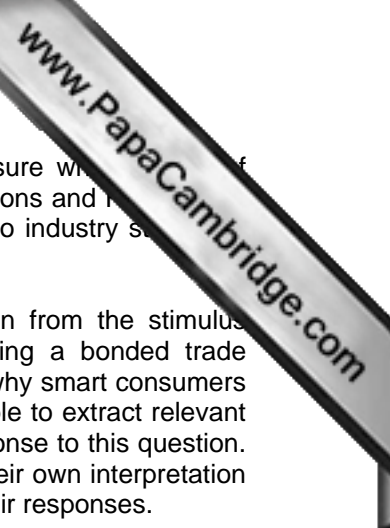 www.PapaCambridge.com
sure
ons and
o industry
n from the stimulus
ing a bonded trade
why smart consumers
le to extract relevant
onse to this question.
eir own interpretation
ir responses.